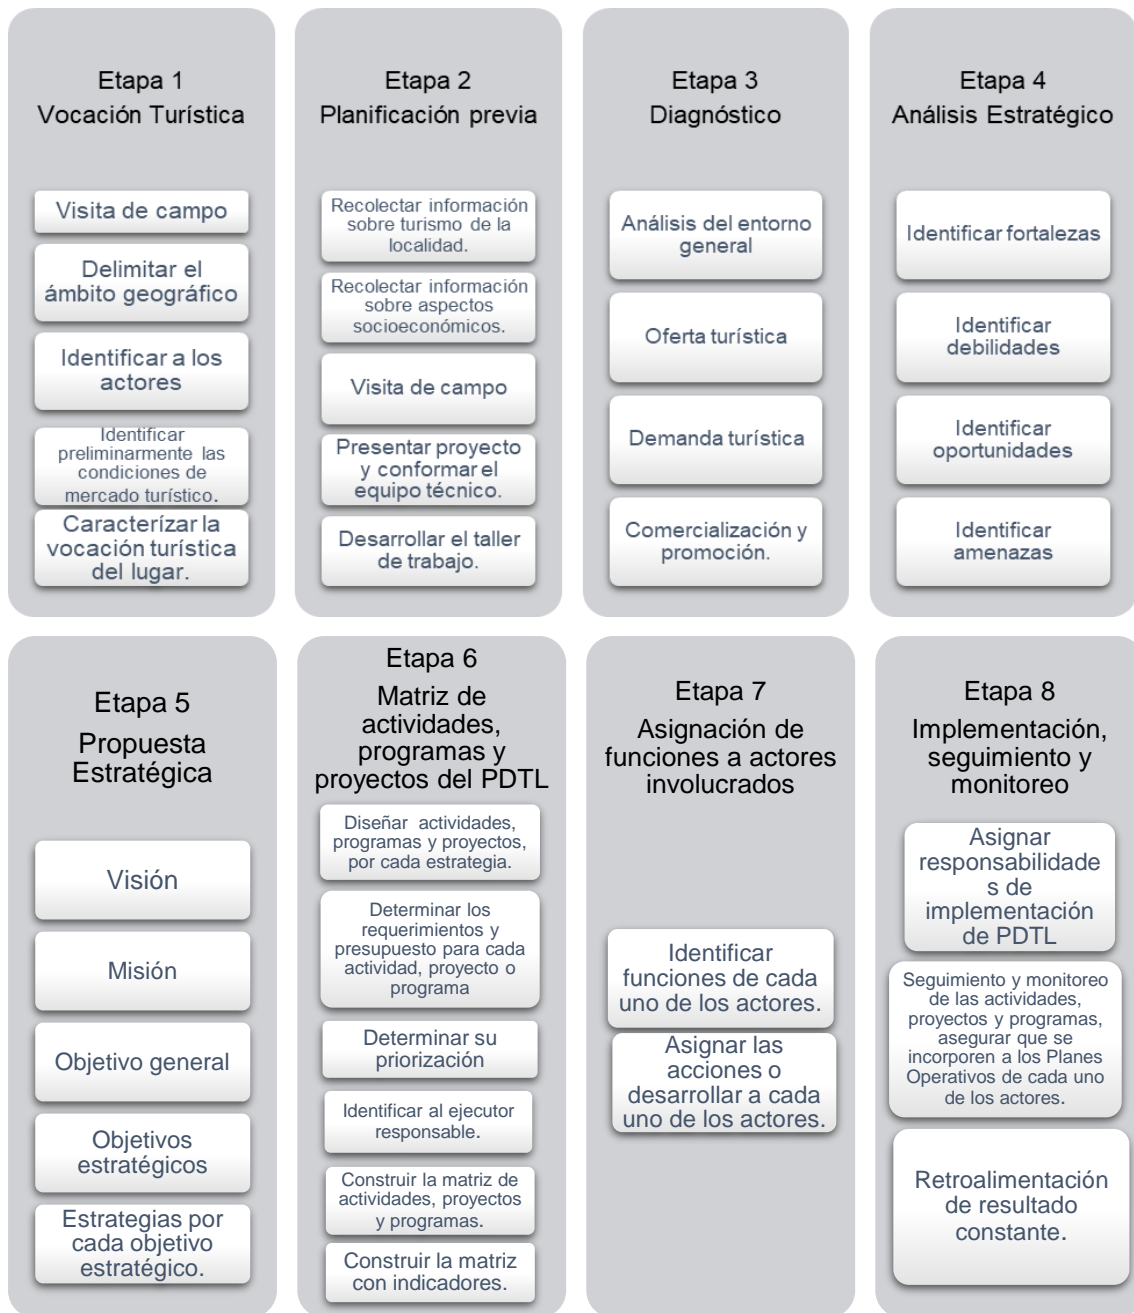 Etapa 1
Vocación Turística
Visita de campo
Delimitar el
ámbito geográfico
Identificar a los
actores
Identificar
preliminarmente las
condiciones de
mercado turístico.
Caracterízar la
vocación turística
del lugar.
Etapa 2
Planificación previa
Recolectar información
sobre turismo de la
localidad.
Recolectar información
sobre aspectos
socioeconómicos.
Visita de campo
Presentar proyecto
y conformar el
equipo técnico.
Desarrollar el taller
de trabajo.
Etapa 3
Diagnóstico
Análisis del entorno
general
Oferta turística
Demanda turística
Comercialización y
promoción.
Etapa 4
Análisis Estratégico
Identificar fortalezas
Identificar
debilidades
Identificar
oportunidades
Identificar
amenazas
Etapa 5
Propuesta
Estratégica
Visión
Misión
Objetivo general
Objetivos
estratégicos
Estrategias por
cada objetivo
estratégico.
Etapa 6
Matriz de
actividades,
programas y
proyectos del PDTL
Diseñar actividades,
programas y proyectos,
por cada estrategia.
Determinar los
requerimientos y
presupuesto para cada
actividad, proyecto o
programa
Determinar su
priorización
Identificar al ejecutor
responsable.
Construir la matriz de
actividades, proyectos
y programas.
Construir la matriz
con indicadores.
Etapa 7
Asignación de
funciones a actores
involucrados
Identificar
funciones de cada
uno de los actores.
Asignar las
acciones o
desarrollar a cada
uno de los actores.
Etapa 8
Implementación,
seguimiento y
monitoreo
Asignar
responsabilidade
s de
implementación
de PDTL
Seguimiento y monitoreo
de las actividades,
proyectos y programas,
asegurar que se
incorporen a los Planes
Operativos de cada uno
de los actores.
Retroalimentación
de resultado
constante.